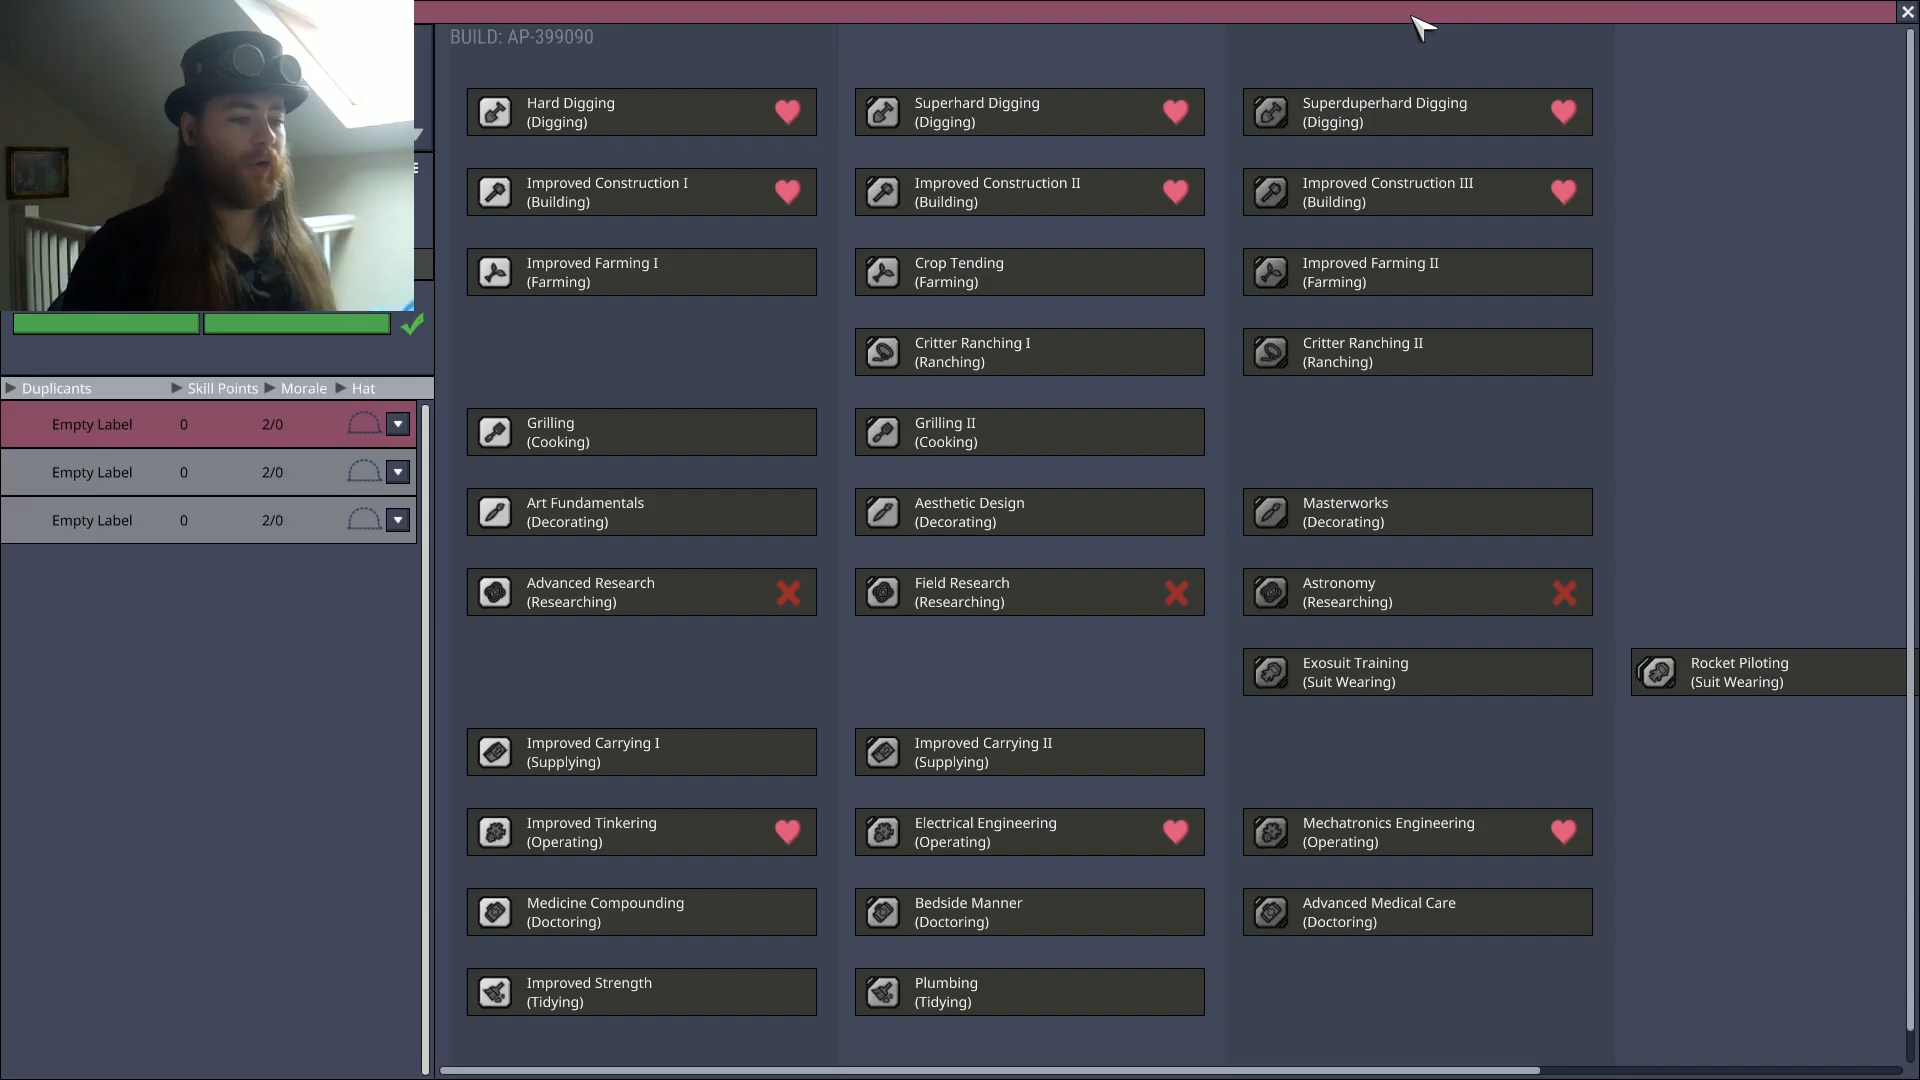 BUILD: AP-399090
Hard Digging
(Digging)
Superhard Digging
(Digging)
Superduperhard Digging
(Digging)
Improved Construction I
(Building)
Improved Construction II
(Building)
Improved Construction III
(Building)
Improved Farming I
(Farming)
Crop Tending
(Farming)
Improved Farming II
(Farming)
Critter Ranching I
(Ranching)
Critter Ranching II
(Ranching)
Duplicants Skill Points Morale Hat
Empty Label 0 2/0
Empty Label 0 2/0
Empty Label 0 2/0
Grilling
(Cooking)
Grilling II
(Cooking)
Art Fundamentals
(Decorating)
Aesthetic Design
(Decorating)
Masterworks
(Decorating)
Advanced Research
(Researching)
Field Research
(Researching)
Astronomy
(Researching)
Exosuit Training
(Suit Wearing)
Rocket Piloting
(Suit Wearing)
Improved Carrying I
(Supplying)
Improved Carrying II
(Supplying)
Improved Tinkering
(Operating)
Electrical Engineering
(Operating)
Mechatronics Engineering
(Operating)
Medicine Compounding
(Doctoring)
Bedside Manner
(Doctoring)
Advanced Medical Care
(Doctoring)
Improved Strength
(Tidying)
Plumbing
(Tidying)